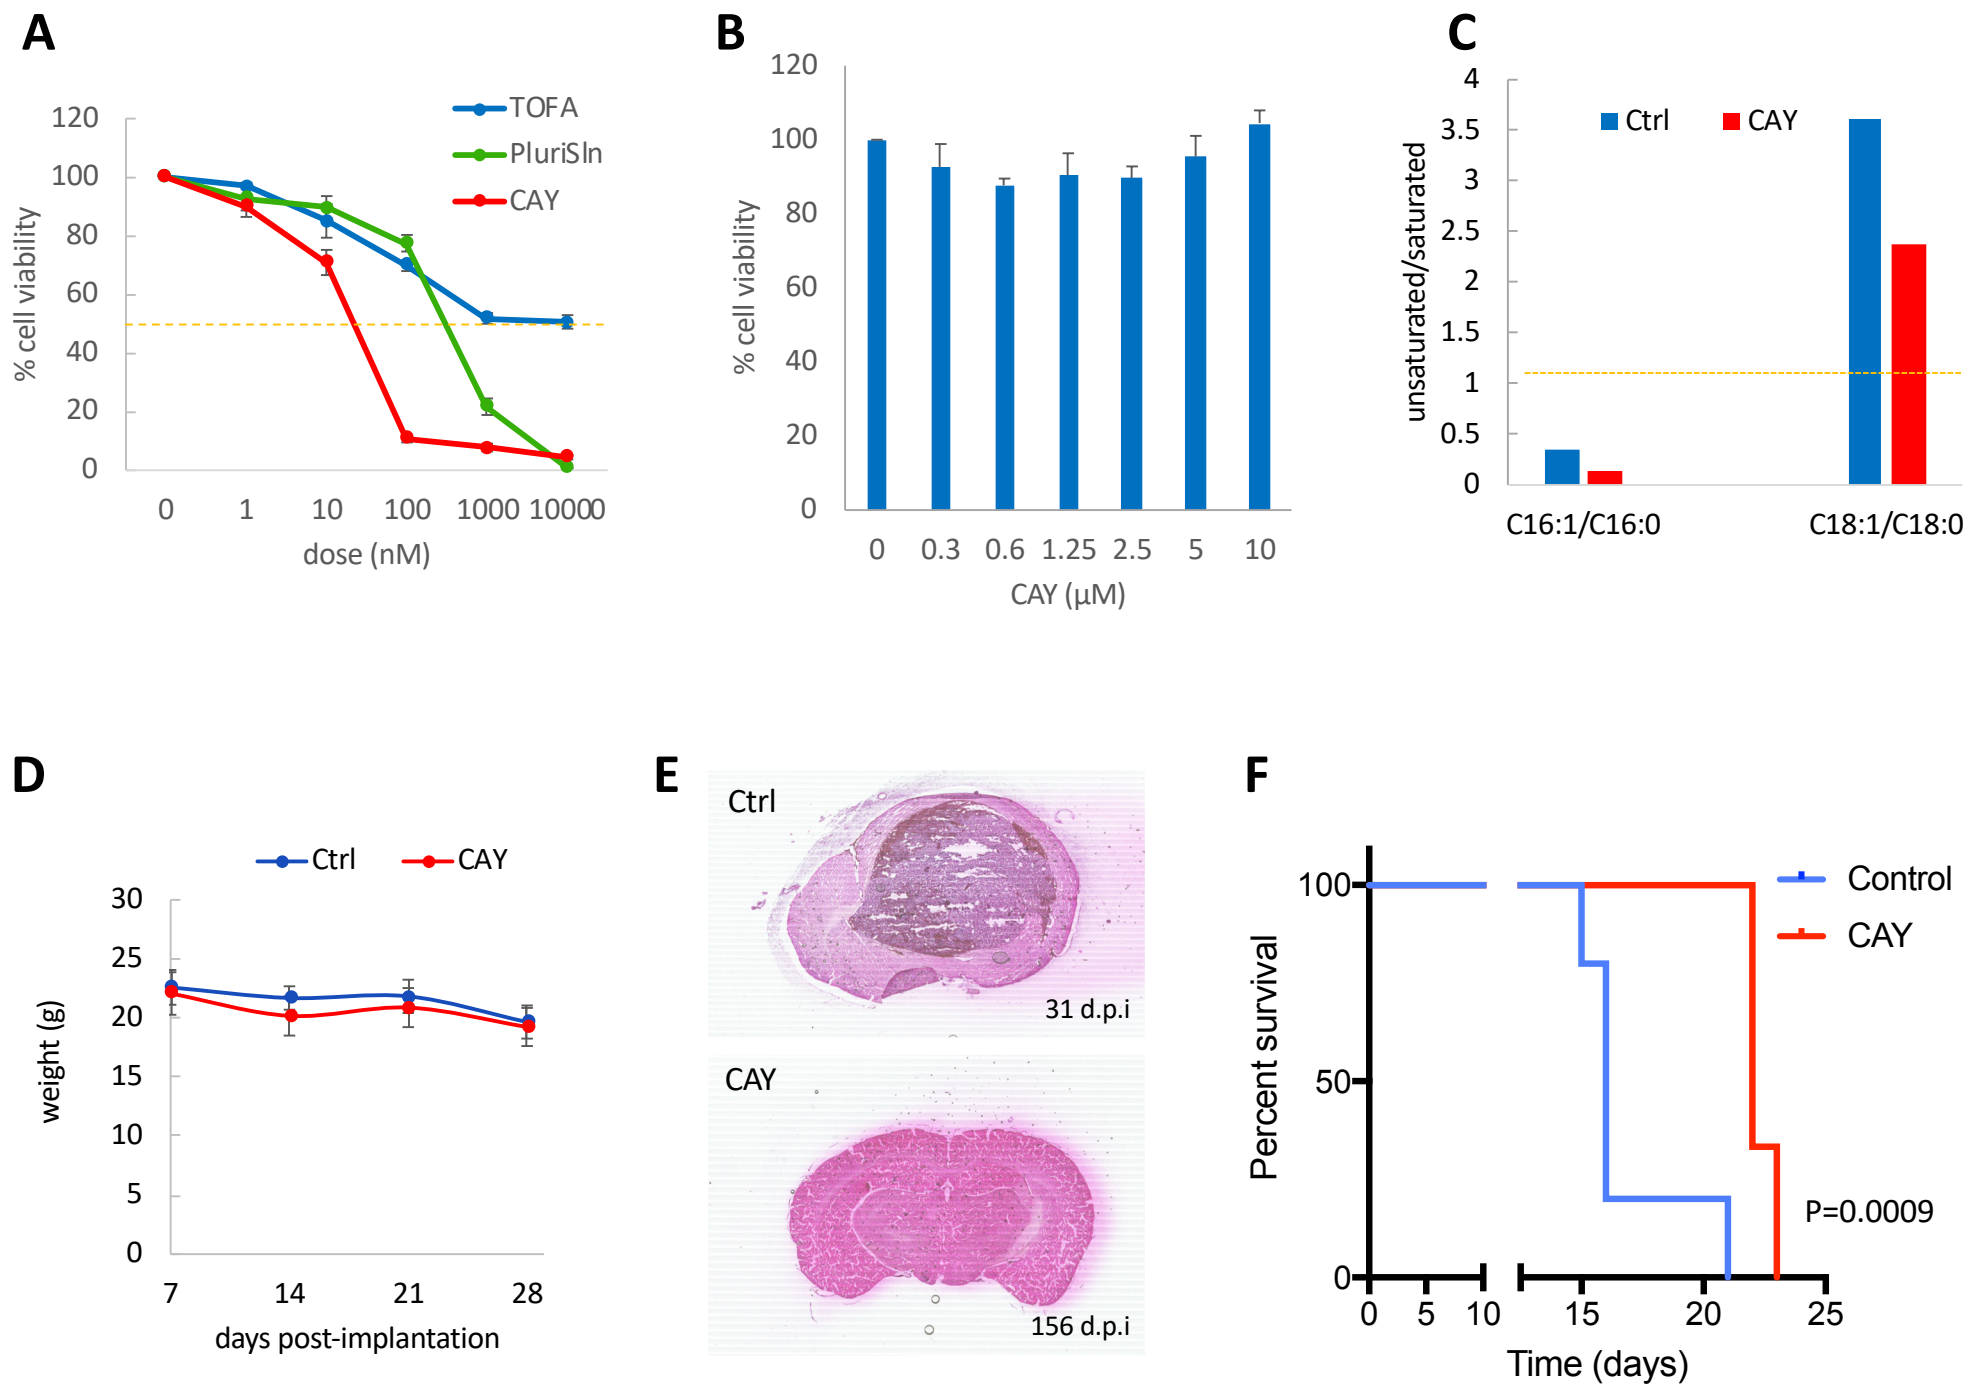 A
120
100
80
60
40
20
0
% cell viability
TOFA
PluriSln
CAY
0 1 10 100 1000 10000 0
dose (nM)
B
120
100
80
60
40
20
0
% cell viability
0 0.3 0.6 1.25 2.5 5 10
CAY (µM)
C
4
3.5
3
2.5
2
1.5
1
0.5
0
unsaturated/saturated
Ctrl CAY
C16:1/C16:0 C18:1/C18:0
D
Ctrl CAY
30
25
20
15
10
5
0
weight (g)
7 14 21 28
days post-implantation
E
Ctrl
31 d.p.i
CAY
156 d.p.i
F
100
50
0
Percent survival
Control
CAY
P=0.0009
0 5 10 15 20 25
Time (days)